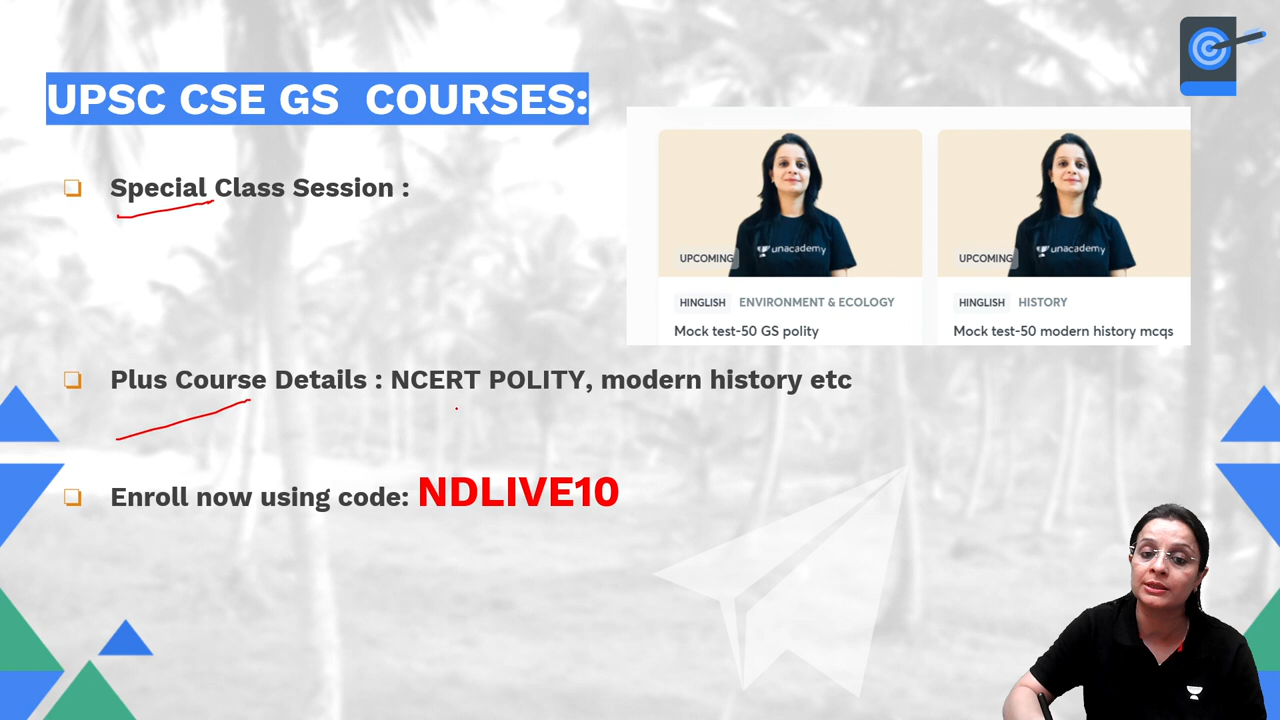 UPSC CSE GS COURSES:
Special Class Session :
unacademy
UPCOMING
HINGLISH ENVIRONMENT & ECOLOGY
Mock test-50 GS polity
unacademy
UPCOMING
HINGLISH HISTORY
Mock test-50 modern history mcqs
Plus Course Details : NCERT POLITY, modern history etc
Enroll now using code: NDLIVE10